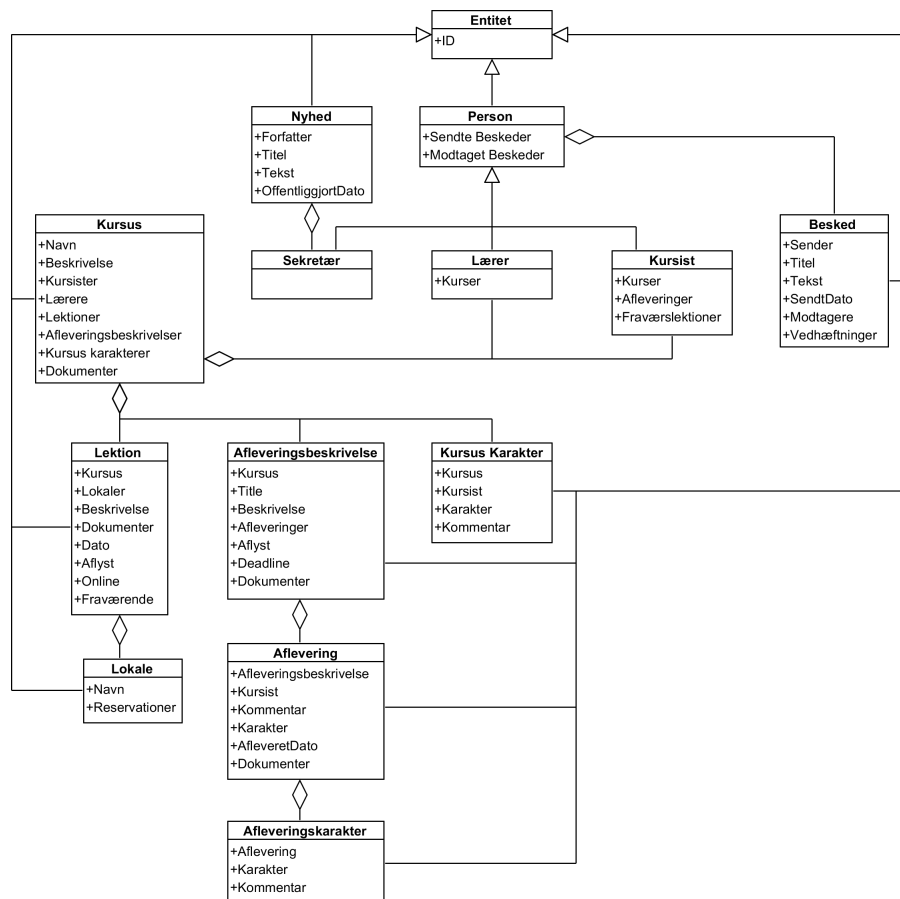 Entitet
+ID
Nyhed
+Forfatter
+Titel
+Tekst
+OffentliggjortDato
Person
+Sendte Beskeder
+Modtaget Beskeder
Kursus
+Navn
+Beskrivelse
+Kursister
+Lærere
+Lektioner
+Afleveringsbeskrivelser
+Kursus karakterer
+Dokumenter
Sekretær
Lærer
+Kurser
Kursist
+Kurser
+Afleveringer
+Fraværslektioner
Besked
+Sender
+Titel
+Tekst
+SendtDato
+Modtagere
+Vedhæftninger
Lektion
+Kursus
+Lokaler
+Beskrivelse
+Dokumenter
+Dato
+Aflyst
+Online
+Fraværende
Afleveringsbeskrivelse
+Kursus
+Title
+Beskrivelse
+Afleveringer
+Aflyst
+Deadline
+Dokumenter
Kursus Karakter
+Kursus
+Kursist
+Karakter
+Kommentar
Lokale
+Navn
+Reservationer
Aflevering
+Afleveringsbeskrivelse
+Kursist
+Kommentar
+Karakter
+AfleveretDato
+Dokumenter
Afleveringskarakter
+Aflevering
+Karakter
+Kommentar